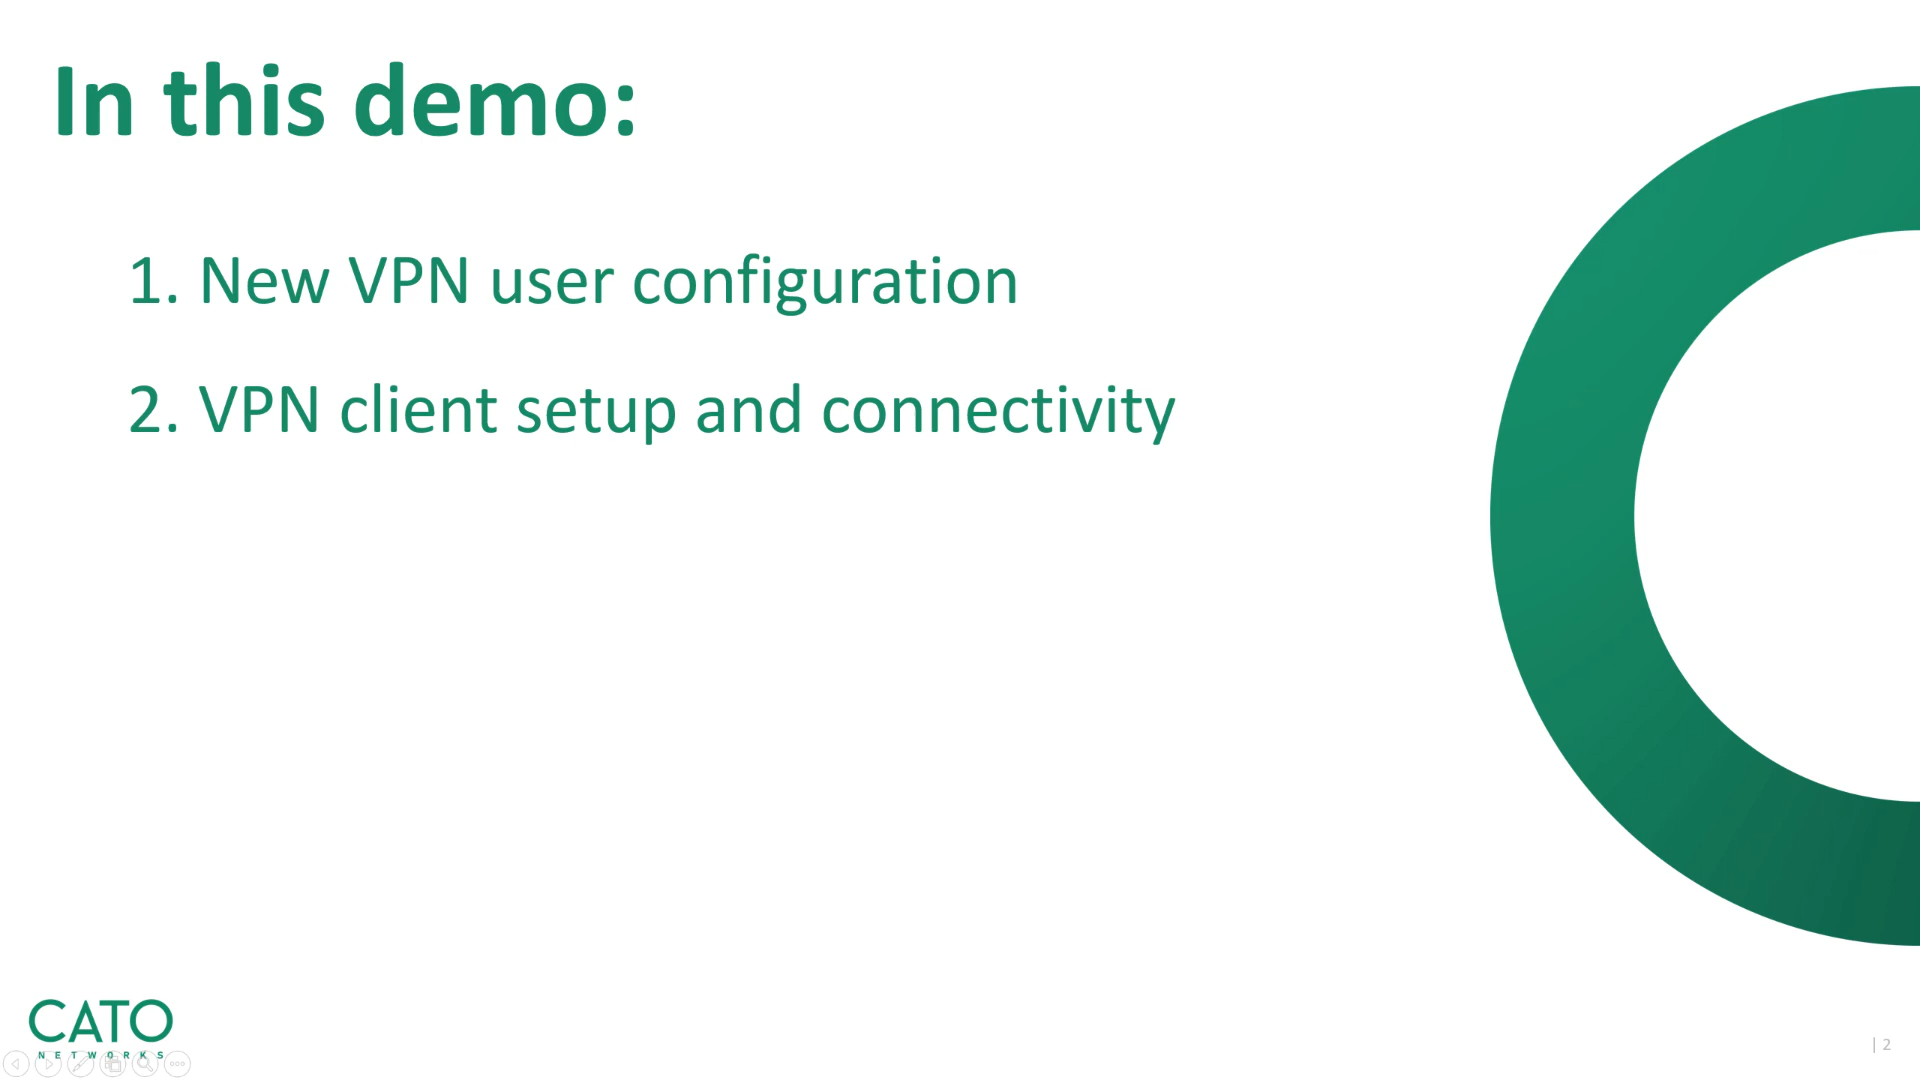 In this demo:
1. New VPN user configuration
2. VPN client setup and connectivity
CATO
NETWORKS
| 2